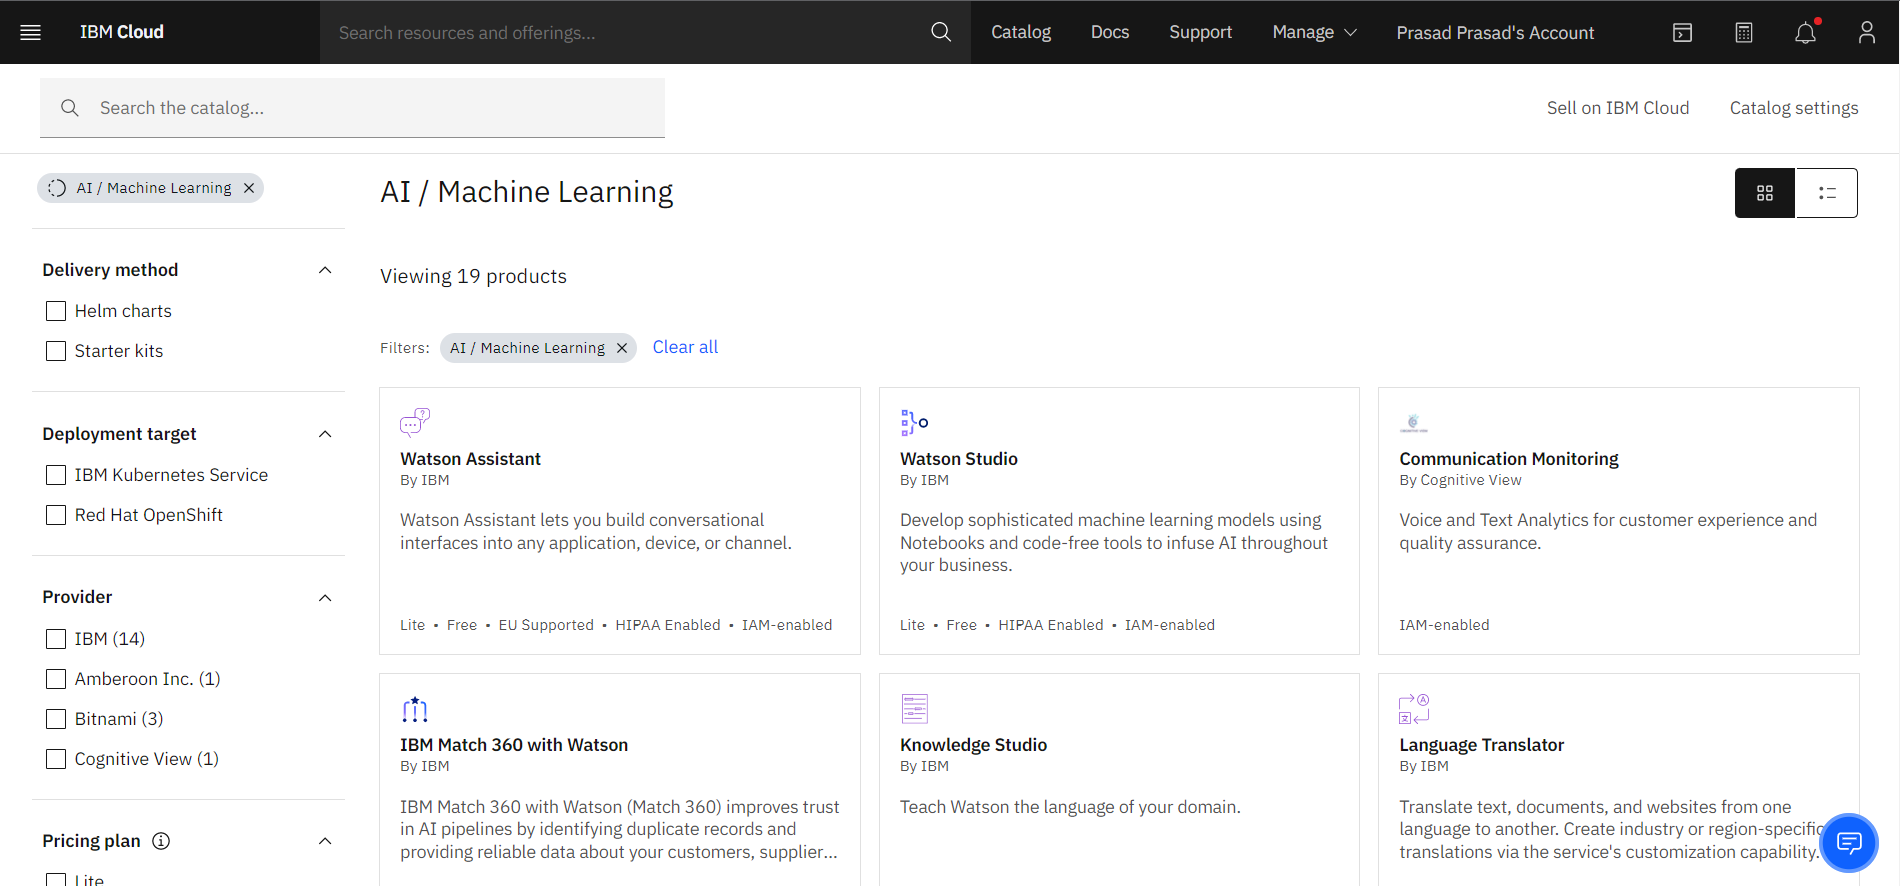 IBM Cloud
Search resources and offerings...
Catalog
Docs
Support
Manage
Prasad Prasad's Account
Search the catalog...
Sell on IBM Cloud
Catalog settings
AI / Machine Learning
Delivery method
Helm charts
Starter kits
Deployment target
IBM Kubernetes Service
Red Hat OpenShift
Provider
IBM (14)
Amberoon Inc. (1)
Bitnami (3)
Cognitive View (1)
Pricing plan
Lite
AI / Machine Learning
Viewing 19 products
Filters: AI / Machine Learning Clear all
Watson Assistant
By IBM
Watson Assistant lets you build conversational
interfaces into any application, device, or channel.
Lite • Free • EU Supported • HIPAA Enabled • IAM-enabled
Watson Studio
By IBM
Develop sophisticated machine learning models using
Notebooks and code-free tools to infuse AI throughout
your business.
Lite • Free • HIPAA Enabled • IAM-enabled
Communication Monitoring
By Cognitive View
Voice and Text Analytics for customer experience and
quality assurance.
IAM-enabled
IBM Match 360 with Watson
By IBM
IBM Match 360 with Watson (Match 360) improves trust
in AI pipelines by identifying duplicate records and
providing reliable data about your customers, supplier...
Knowledge Studio
By IBM
Teach Watson the language of your domain.
Language Translator
By IBM
Translate text, documents, and websites from one
language to another. Create industry or region-specific
translations via the service's customization capability.